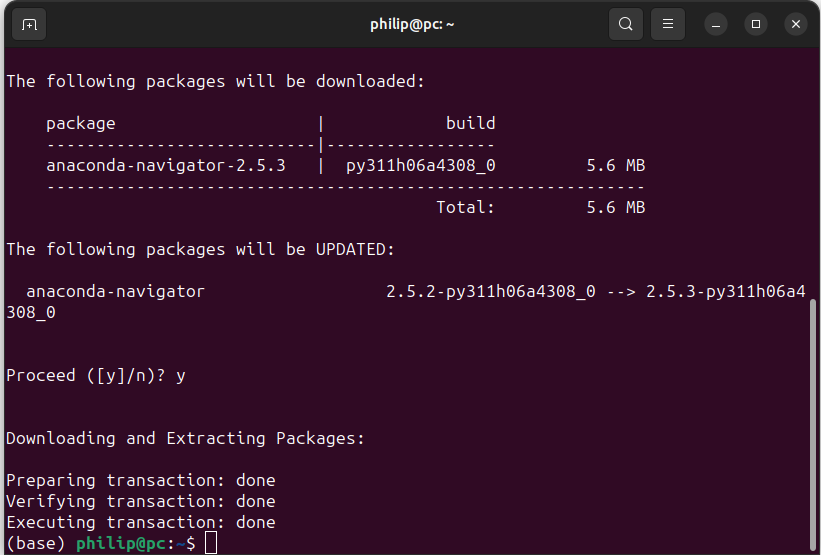 philip@pc: ~
The following packages will be downloaded:
package | build
---------------------------|-----------------
anaconda-navigator-2.5.3 | py311h06a4308_0 5.6 MB
------------------------------------------------------------
Total: 5.6 MB
The following packages will be UPDATED:
anaconda-navigator 2.5.2-py311h06a4308_0 --> 2.5.3-py311h06a4
308_0
Proceed ([y]/n)? y
Downloading and Extracting Packages:
Preparing transaction: done
Verifying transaction: done
Executing transaction: done
(base) philip@pc:~$